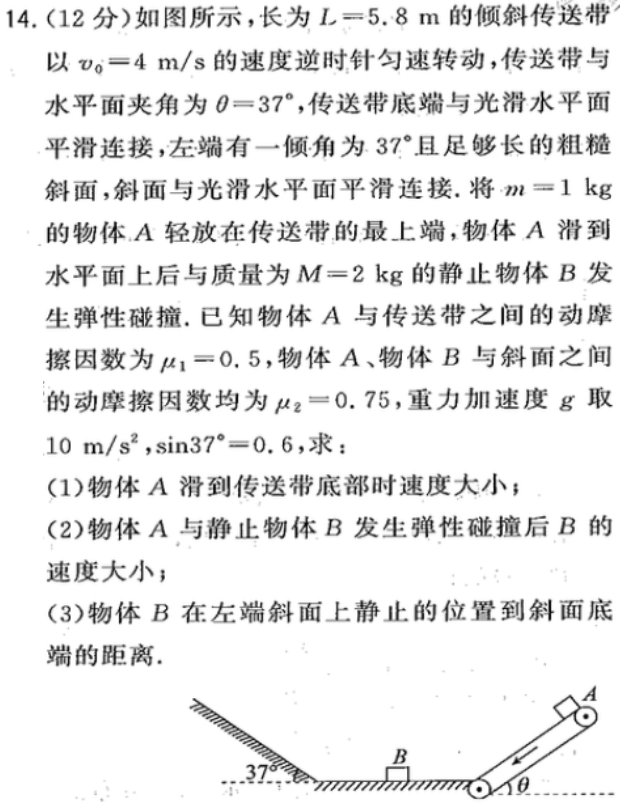 14.(12 分)如图所示,长为 L=5.8 m 的倾斜传送带
以 v₀=4 m/s 的速度逆时针匀速转动,传送带与
水平面夹角为 θ=37°,传送带底端与光滑水平面
平滑连接,左端有一倾角为 37°且足够长的粗糙
斜面,斜面与光滑水平面平滑连接.将 m=1 kg
的物体 A 轻放在传送带的最上端,物体 A 滑到
水平面上后与质量为 M=2 kg 的静止物体 B 发
生弹性碰撞.已知物体 A 与传送带之间的动摩
擦因数为 μ₁=0.5,物体 A、物体 B 与斜面之间
的动摩擦因数均为 μ₂=0.75,重力加速度 g 取
10 m/s²,sin37°=0.6,求:
(1)物体 A 滑到传送带底部时速度大小;
(2)物体 A 与静止物体 B 发生弹性碰撞后 B 的
速度大小;
(3)物体 B 在左端斜面上静止的位置到斜面底
端的距离.
A
B
37°
θ